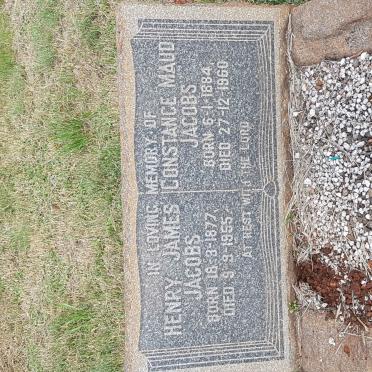 IN LOVING MEMORY OF
HENRY JAMES
JACOBS
BORN 18-8-1877.
DIED 9-9-1955.
CONSTANCE MAUD
JACOBS
BORN 6-1-1884.
DIED 27-12-1960
AT REST WITH THE LORD